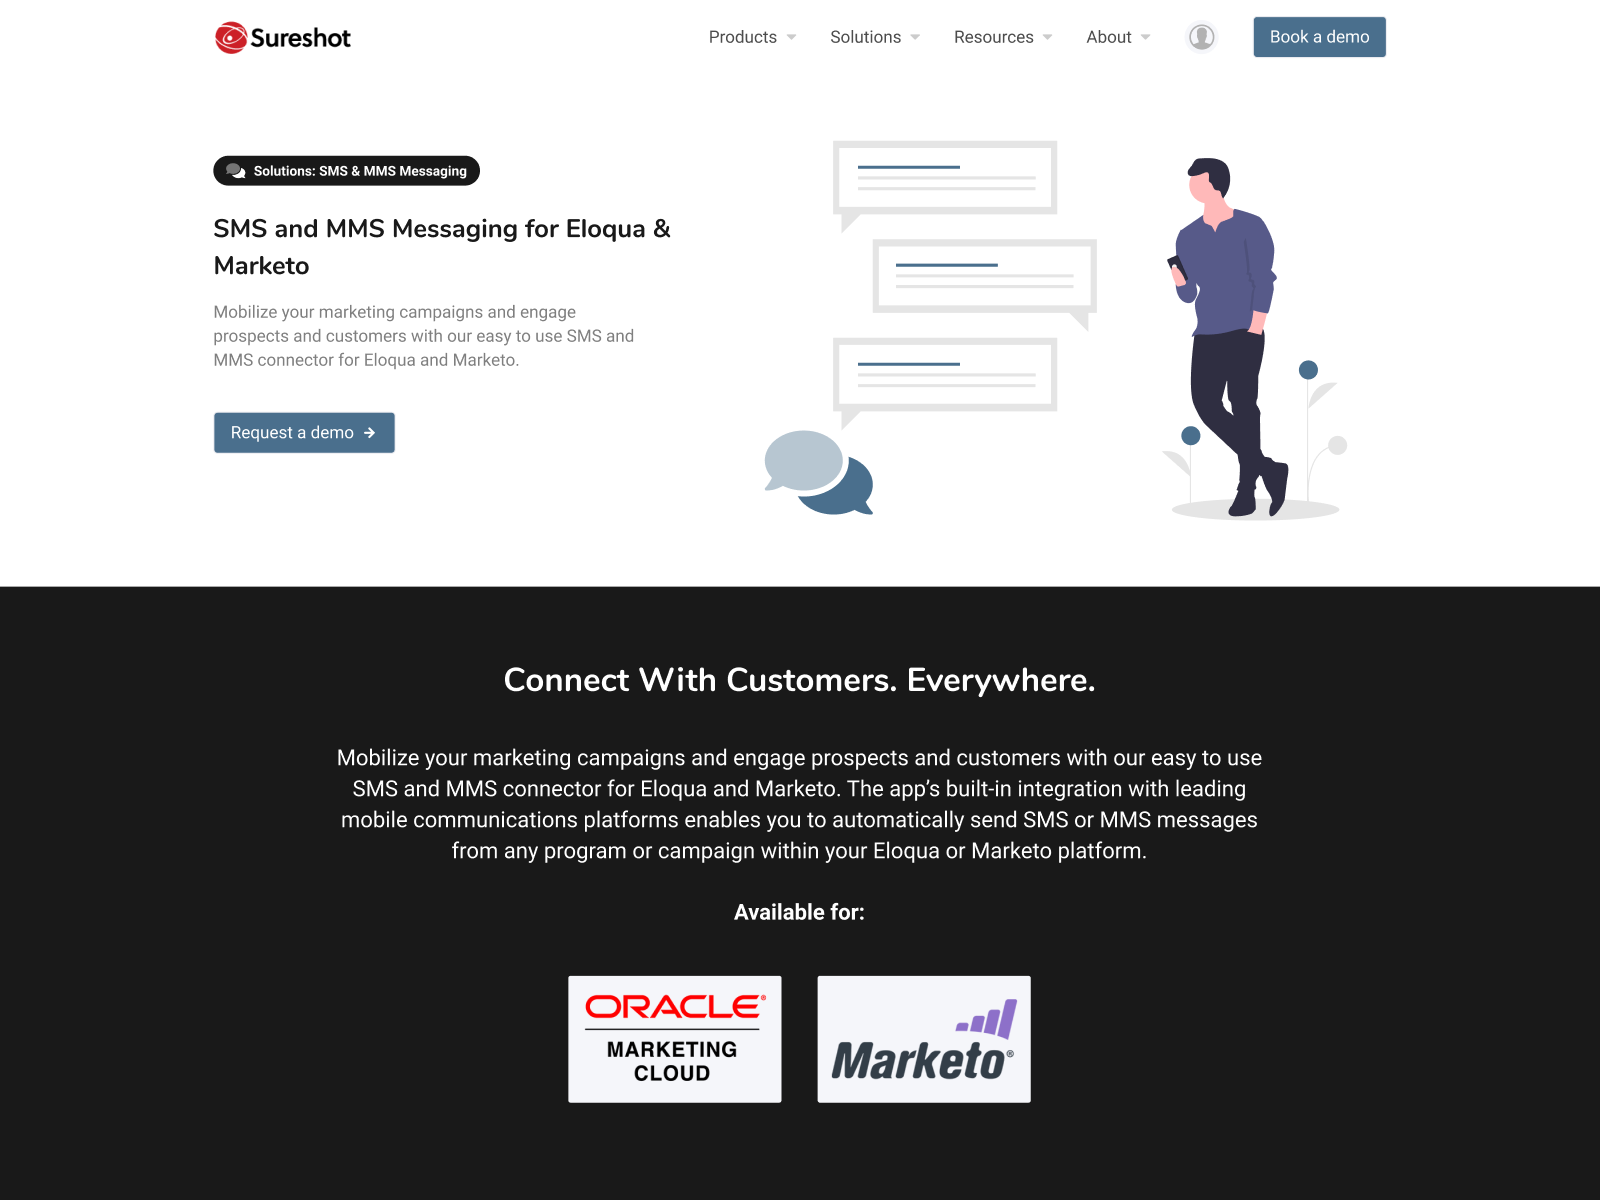 Sureshot
Products
Solutions
Resources
About
Book a demo
Solutions: SMS & MMS Messaging
SMS and MMS Messaging for Eloqua &
Marketo
Mobilize your marketing campaigns and engage
prospects and customers with our easy to use SMS and
MMS connector for Eloqua and Marketo.
Request a demo
Connect With Customers. Everywhere.
Mobilize your marketing campaigns and engage prospects and customers with our easy to use
SMS and MMS connector for Eloqua and Marketo. The app’s built-in integration with leading
mobile communications platforms enables you to automatically send SMS or MMS messages
from any program or campaign within your Eloqua or Marketo platform.
Available for:
ORACLE®
MARKETING
CLOUD
Marketo®